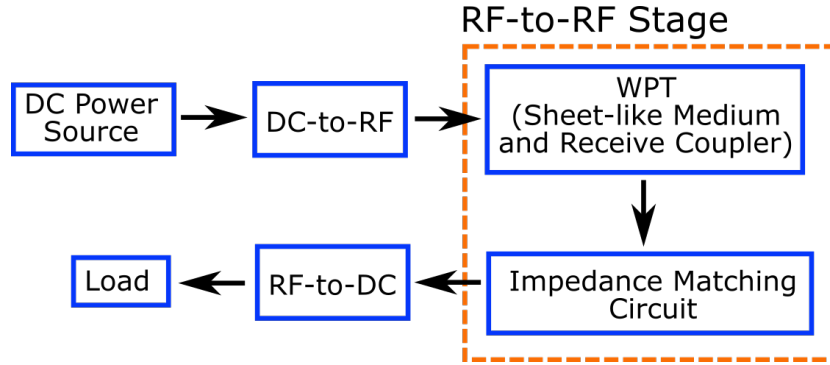 RF-to-RF Stage
DC Power
Source
DC-to-RF
WPT
(Sheet-like Medium
and Receive Coupler)
Impedance Matching
Circuit
RF-to-DC
Load